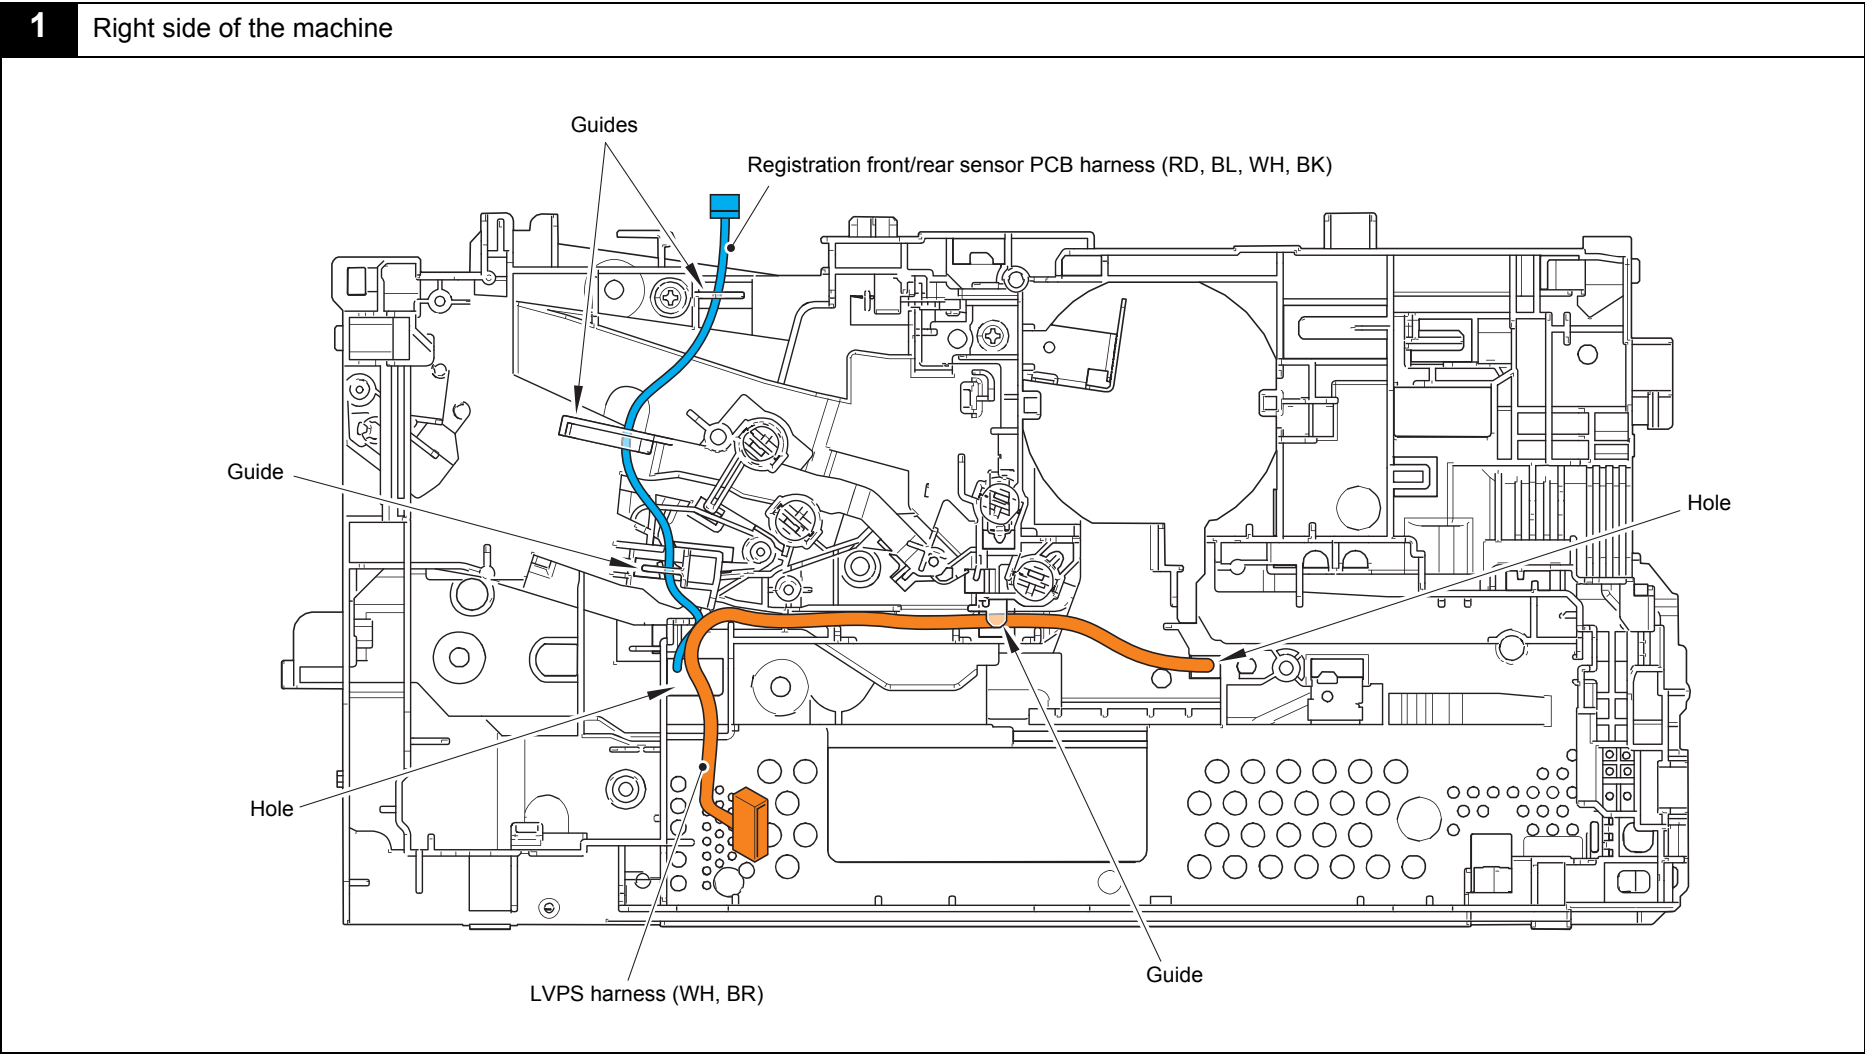 1 Right side of the machine
Guides
Registration front/rear sensor PCB harness (RD, BL, WH, BK)
Guide
Hole
Hole
Guide
LVPS harness (WH, BR)